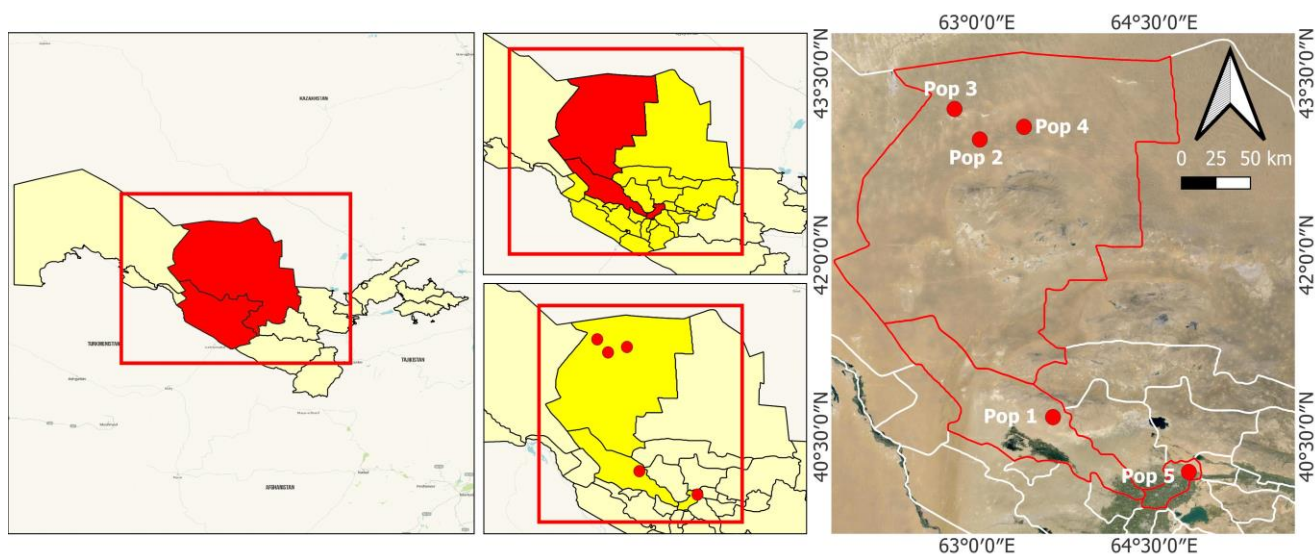 KAZAKHSTAN
TURKMENISTAN
TAJIKISTAN
AFGHANISTAN
63°0′0″E 64°30′0″E
43°30′0″N
42°0′0″N
40°30′0″N
43°30′0″N
42°0′0″N
40°30′0″N
Pop 3
Pop 4
Pop 2
0 25 50 km
Pop 1
Pop 5
63°0′0″E 64°30′0″E